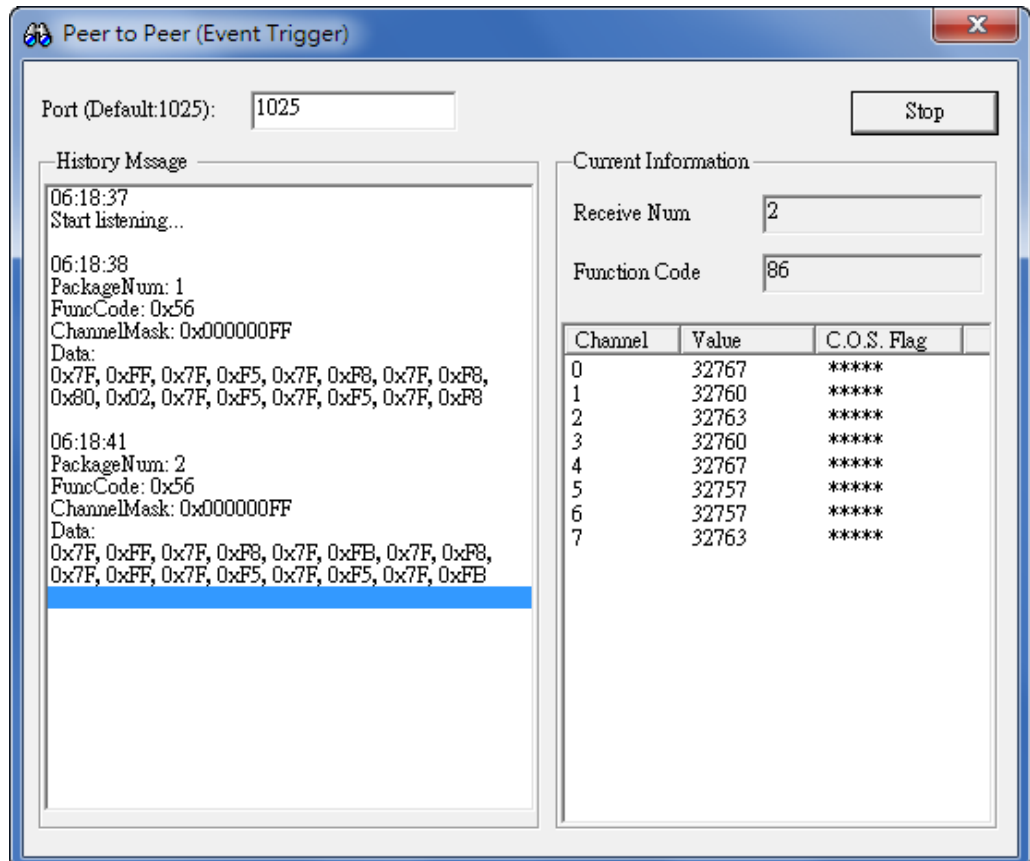 Peer to Peer (Event Trigger)
Port (Default:1025):
1025
Stop
History Mssage
06:18:37
Start listening...
06:18:38
PackageNum: 1
FuncCode: 0x56
ChannelMask: 0x000000FF
Data:
0x7F, 0xFF, 0x7F, 0xF5, 0x7F, 0xF8, 0x7F, 0xF8,
0x80, 0x02, 0x7F, 0xF5, 0x7F, 0xF5, 0x7F, 0xF8
06:18:41
PackageNum: 2
FuncCode: 0x56
ChannelMask: 0x000000FF
Data:
0x7F, 0xFF, 0x7F, 0xF8, 0x7F, 0xFB, 0x7F, 0xF8,
0x7F, 0xFF, 0x7F, 0xF5, 0x7F, 0xF5, 0x7F, 0xFB
Current Information
Receive Num
2
Function Code
86
Channel Value C.O.S. Flag
0 32767 *****
1 32760 *****
2 32763 *****
3 32760 *****
4 32767 *****
5 32757 *****
6 32757 *****
7 32763 *****